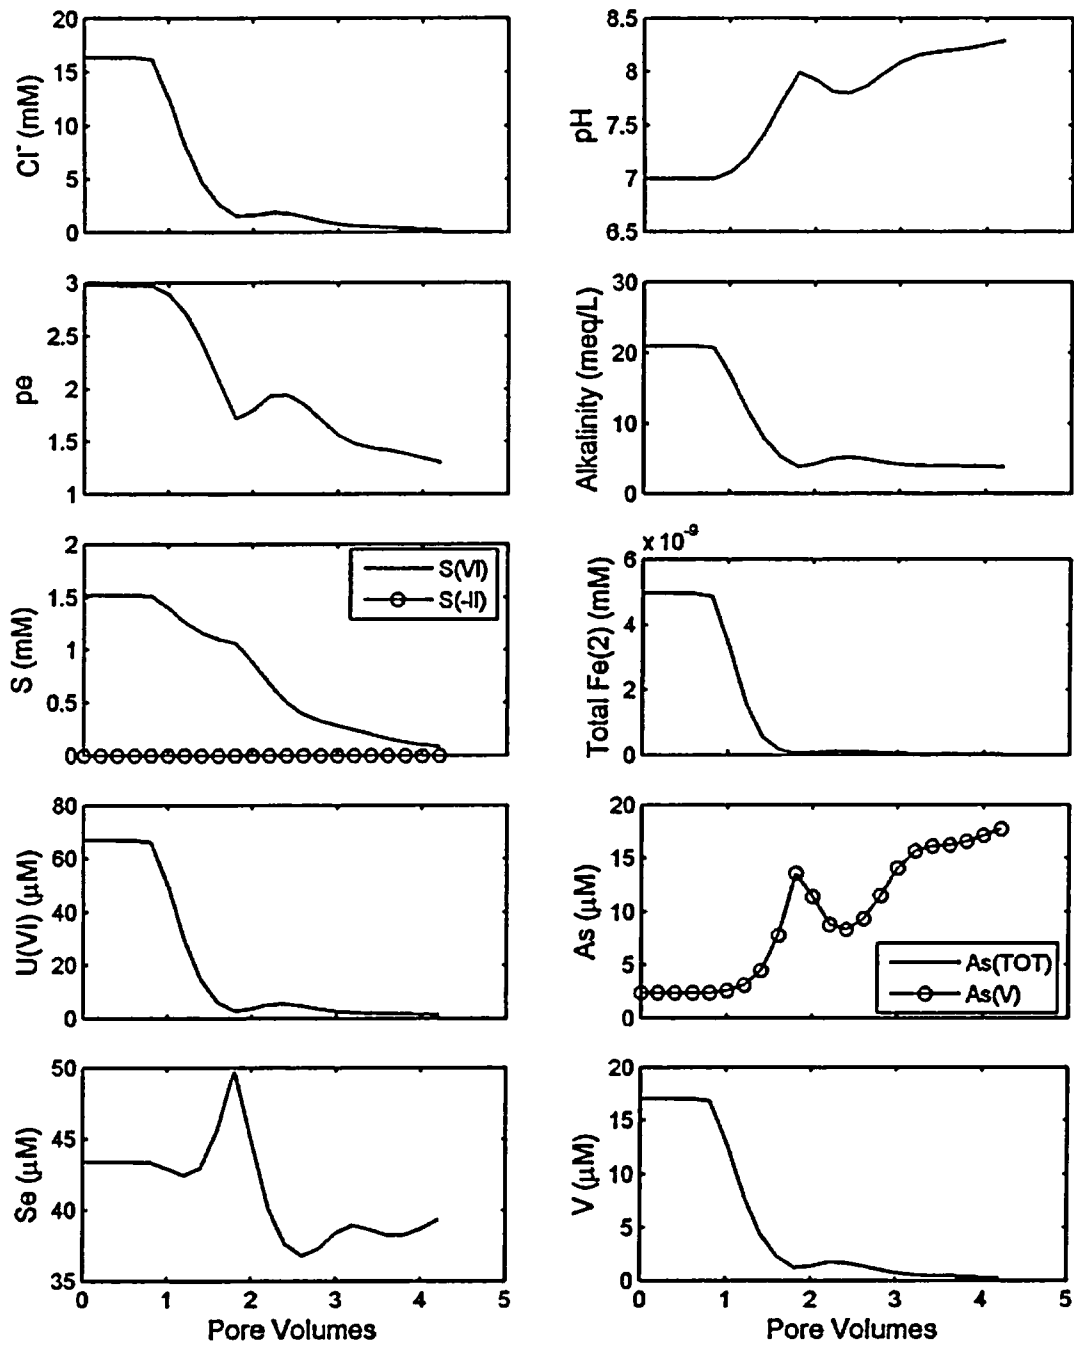 20
15
10
5
0
Cl⁻ (mM)
8.5
8
7.5
7
6.5
pH
3
2.5
2
1.5
1
pe
30
20
10
0
Alkalinity (meq/L)
2
1.5
1
0.5
0
S (mM)
S(VI)
S(-II)
x 10⁻⁹
6
4
2
0
Total Fe(2) (mM)
80
60
40
20
0
U(VI) (μM)
20
15
10
5
0
As (μM)
As(TOT)
As(V)
50
45
40
35
Se (μM)
0 1 2 3 4 5
Pore Volumes
20
15
10
5
0
V (μM)
0 1 2 3 4 5
Pore Volumes